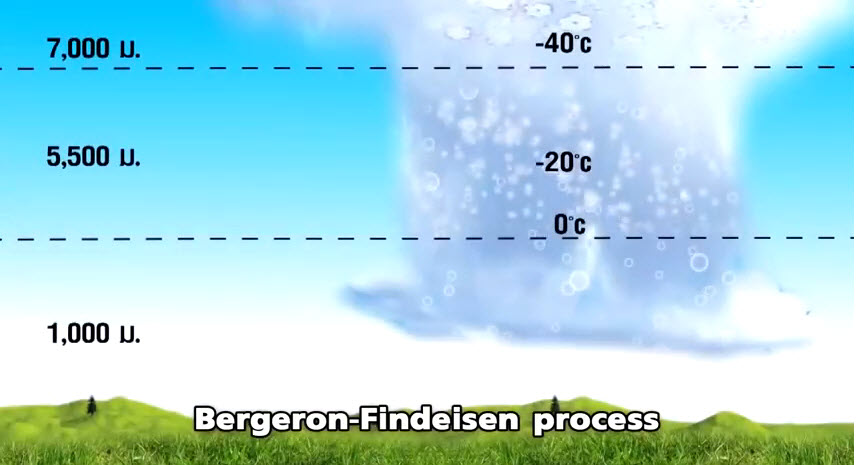 7,000 ม. -40°c
5,500 ม. -20°c
0°c
1,000 ม.
Bergeron-Findeisen process